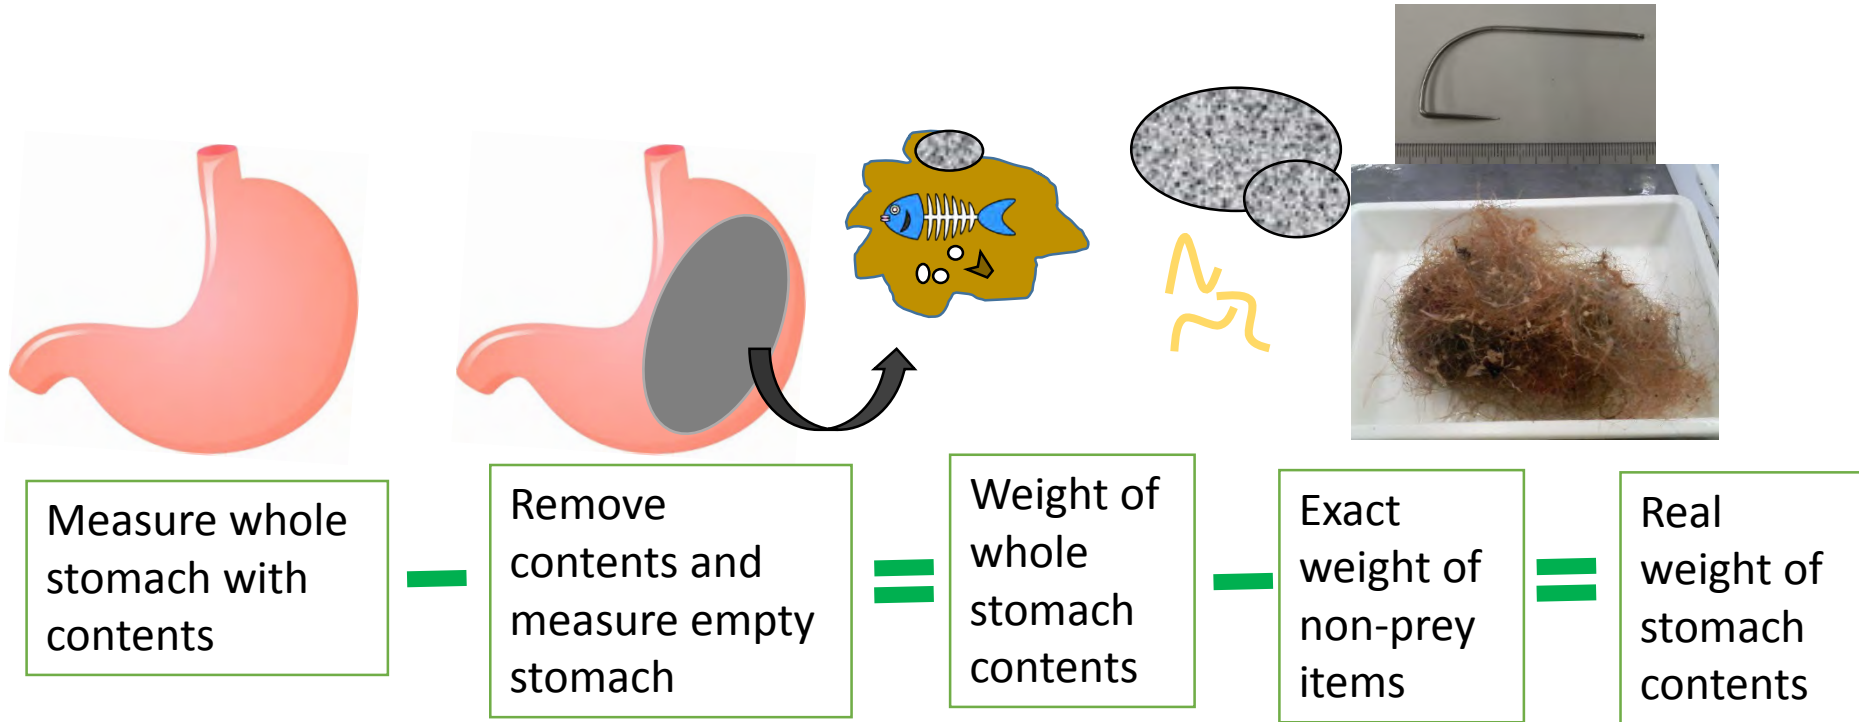 Measure whole
stomach with
contents
Remove
contents and
measure empty
stomach
Weight of
whole
stomach
contents
Exact
weight of
non-prey
items
Real
weight of
stomach
contents